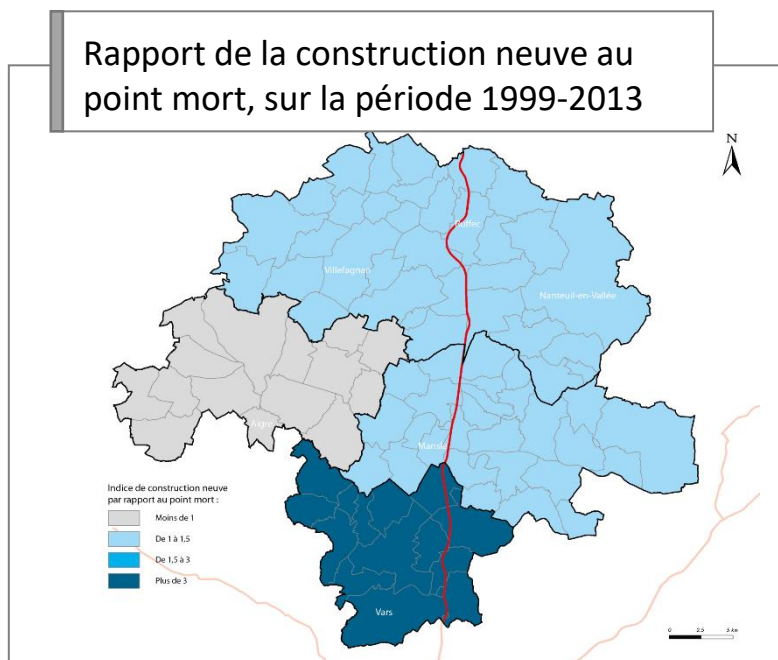 Rapport de la construction neuve au
point mort, sur la période 1999-2013
N
Ruffec
Villefagnan
Nanteuil-en-Vallée
Aigre
Mansle
Indice de construction neuve
par rapport au point mort :
Moins de 1
De 1 à 1,5
De 1,5 à 3
Plus de 3
Vars
0 2.5 5 km